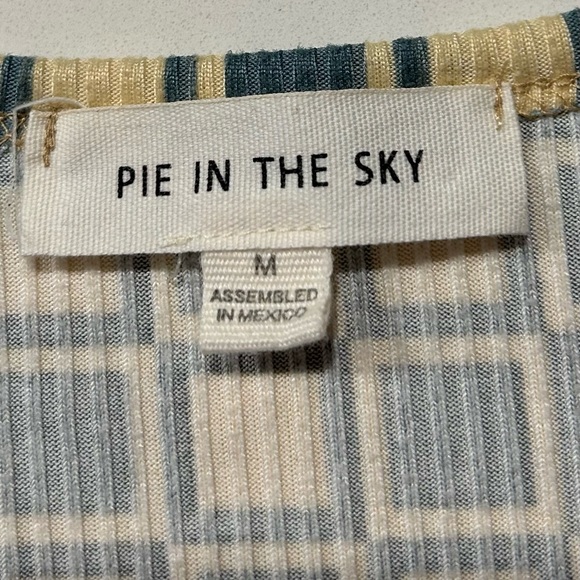 PIE IN THE SKY
M
ASSEMBLED
IN MEXICO